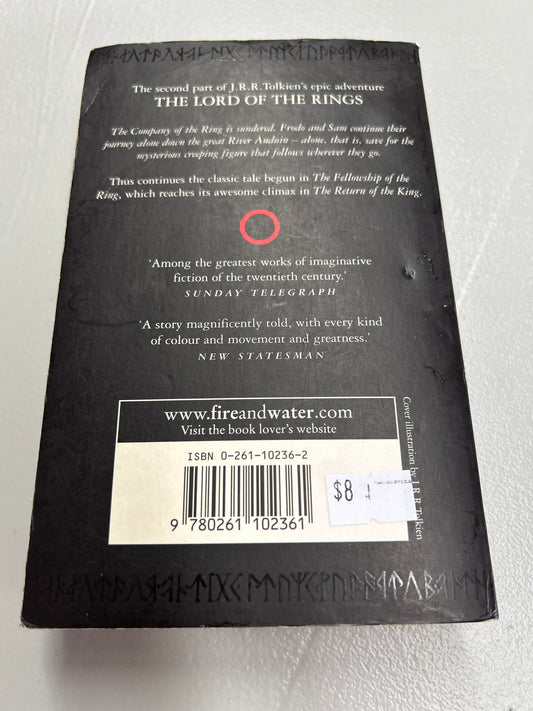 The second part of J.R.R.Tolkien's epic adventure
THE LORD OF THE RINGS
The Company of the Ring is sundered. Frodo and Sam continue their
journey alone down the great River Anduin – alone, that is, save for the
mysterious creeping figure that follows wherever they go.
Thus continues the classic tale begun in The Fellowship of the
Ring, which reaches its awesome climax in The Return of the King.
'Among the greatest works of imaginative
fiction of the twentieth century.'
SUNDAY TELEGRAPH
'A story magnificently told, with every kind
of colour and movement and greatness.'
NEW STATESMAN
www.fireandwater.com
Visit the book lover's website
ISBN 0-261-10236-2
9 780261 102361
$8
Cover illustration by J.R.R.Tolkien